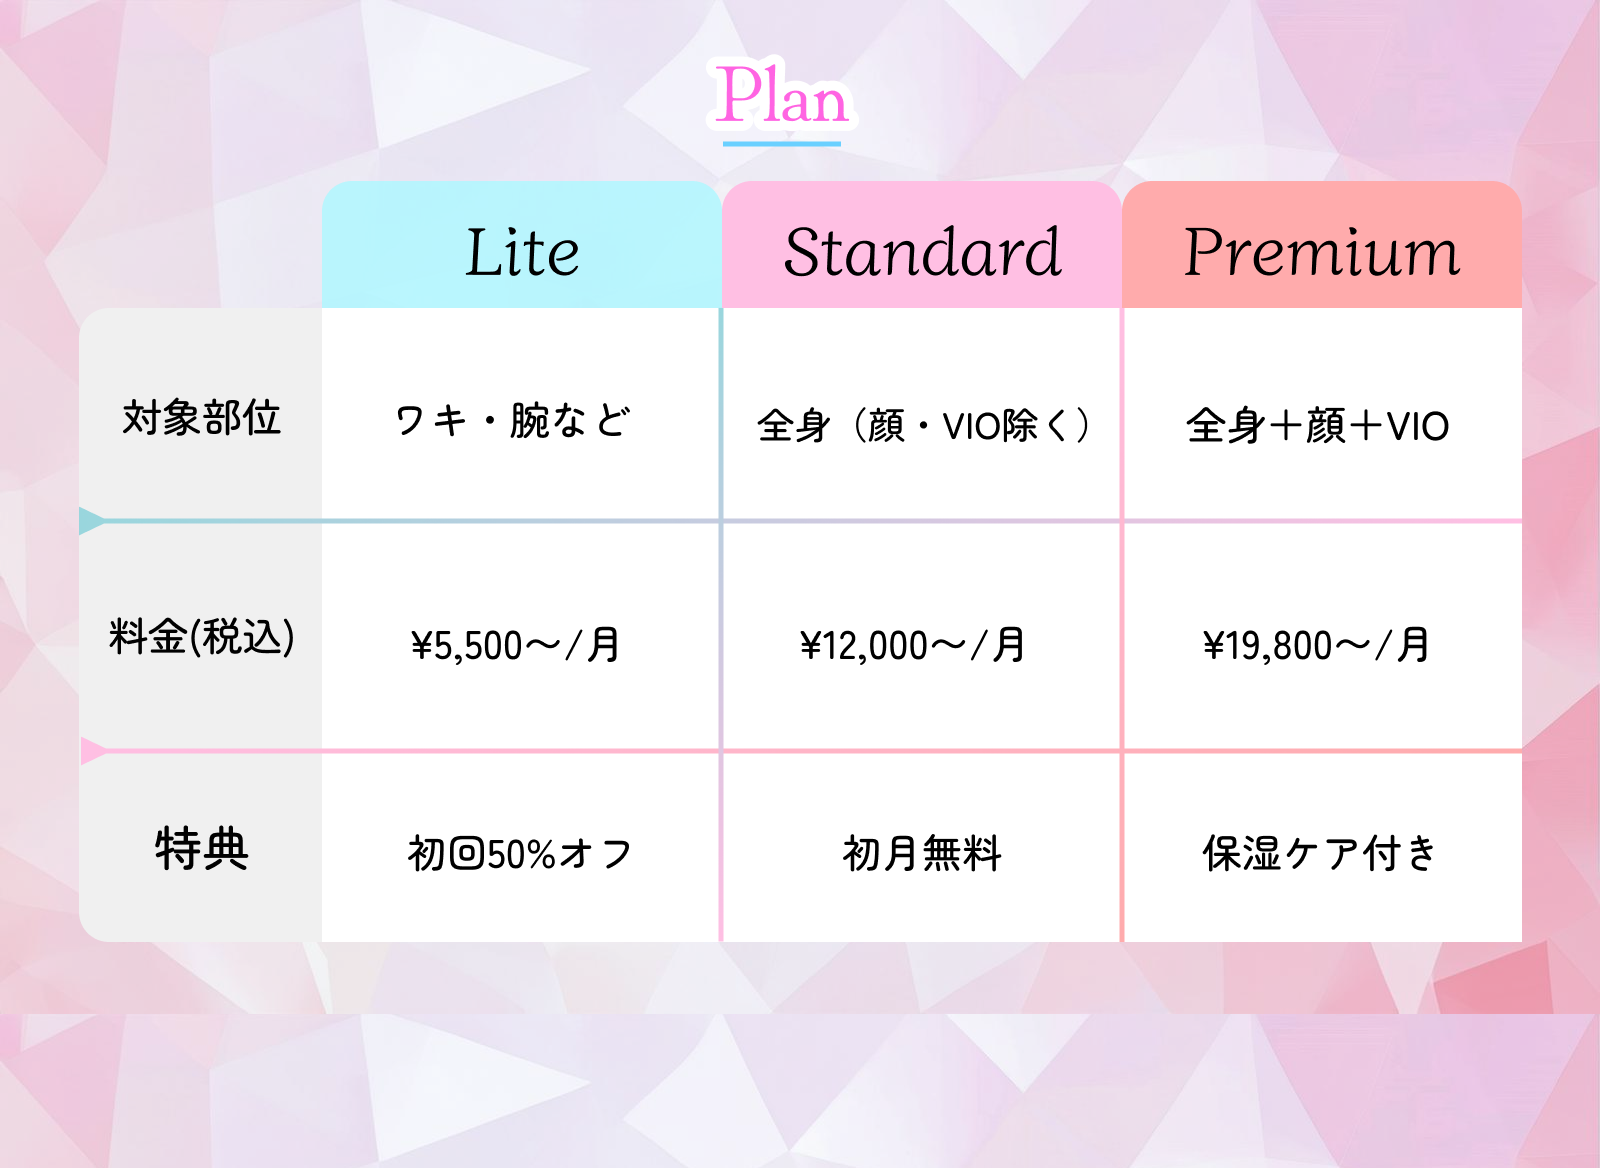 Plan
Lite Standard Premium
対象部位 ワキ・腕など 全身（顔・VIO除く） 全身＋顔＋VIO
料金(税込) ¥5,500〜/月 ¥12,000〜/月 ¥19,800〜/月
特典 初回50%オフ 初月無料 保湿ケア付き